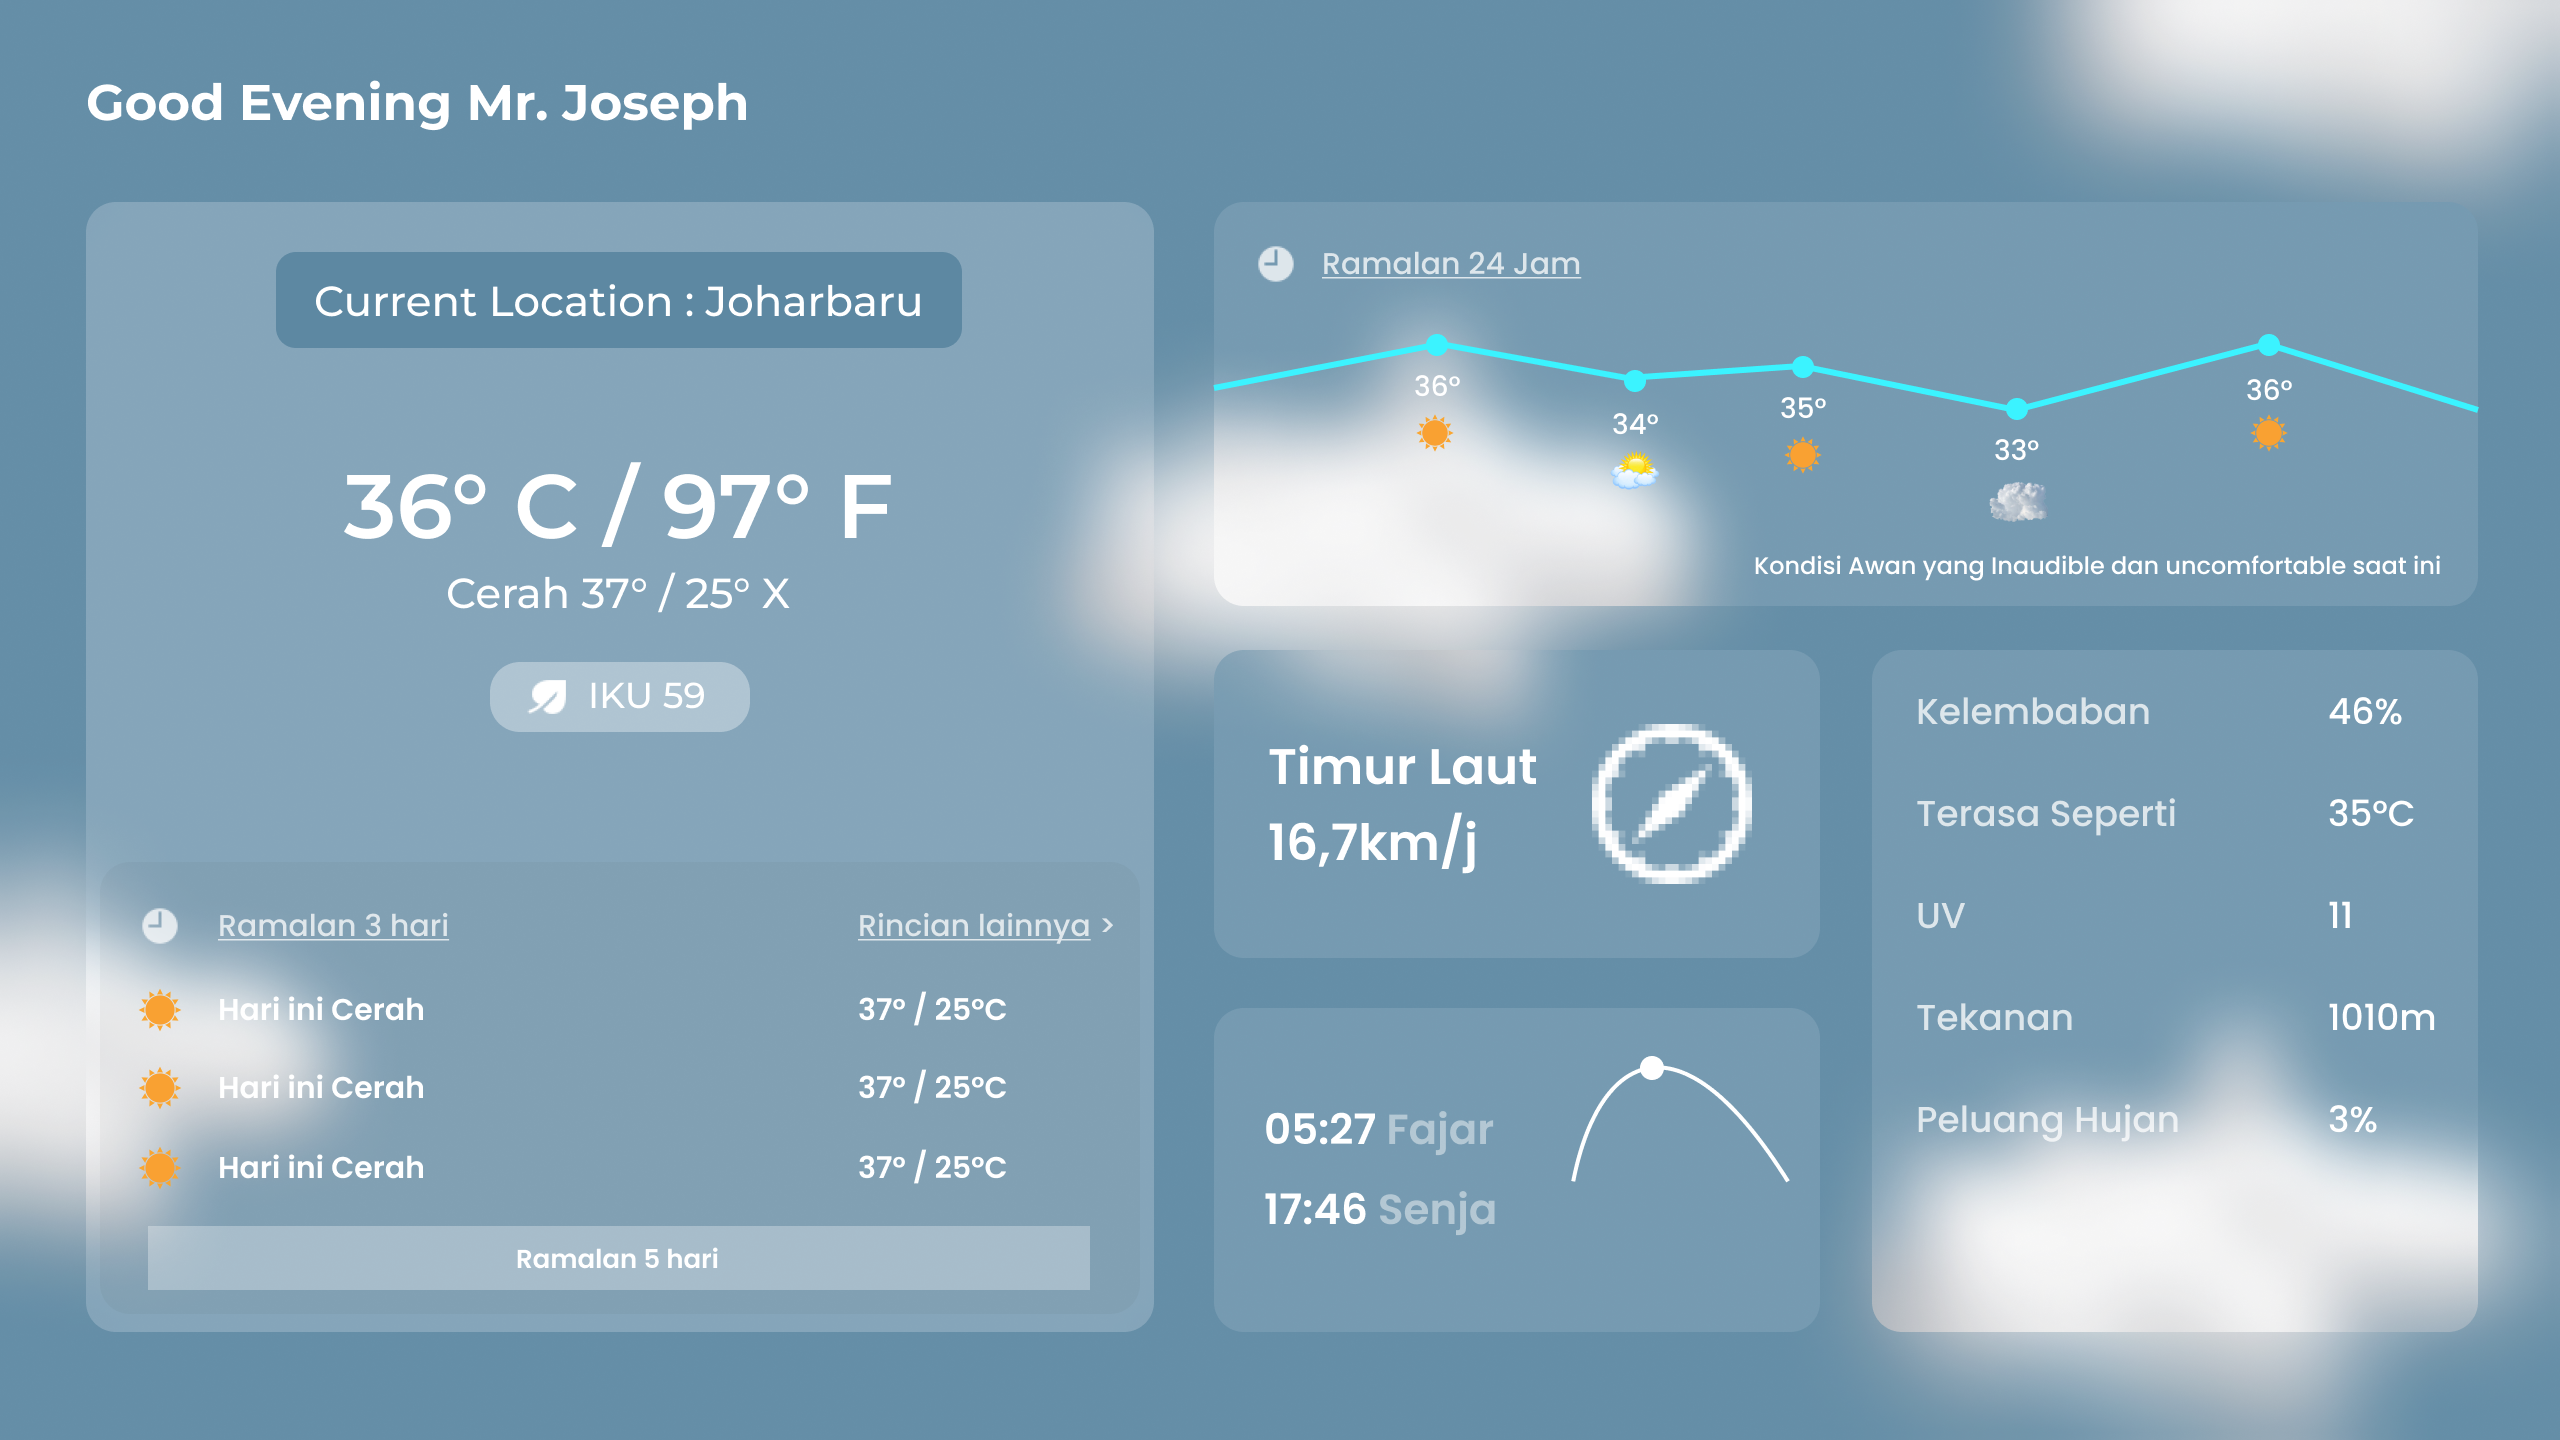 Good Evening Mr. Joseph
Current Location : Joharbaru
36° C / 97° F
Cerah 37° / 25° X
IKU 59
Ramalan 3 hari
Rincian lainnya >
Hari ini Cerah
37° / 25°C
Hari ini Cerah
37° / 25°C
Hari ini Cerah
37° / 25°C
Ramalan 5 hari
Ramalan 24 Jam
36°
34°
35°
33°
36°
Kondisi Awan yang Inaudible dan uncomfortable saat ini
Timur Laut
16,7km/j
05:27 Fajar
17:46 Senja
Kelembaban 46%
Terasa Seperti 35°C
UV 11
Tekanan 1010m
Peluang Hujan 3%